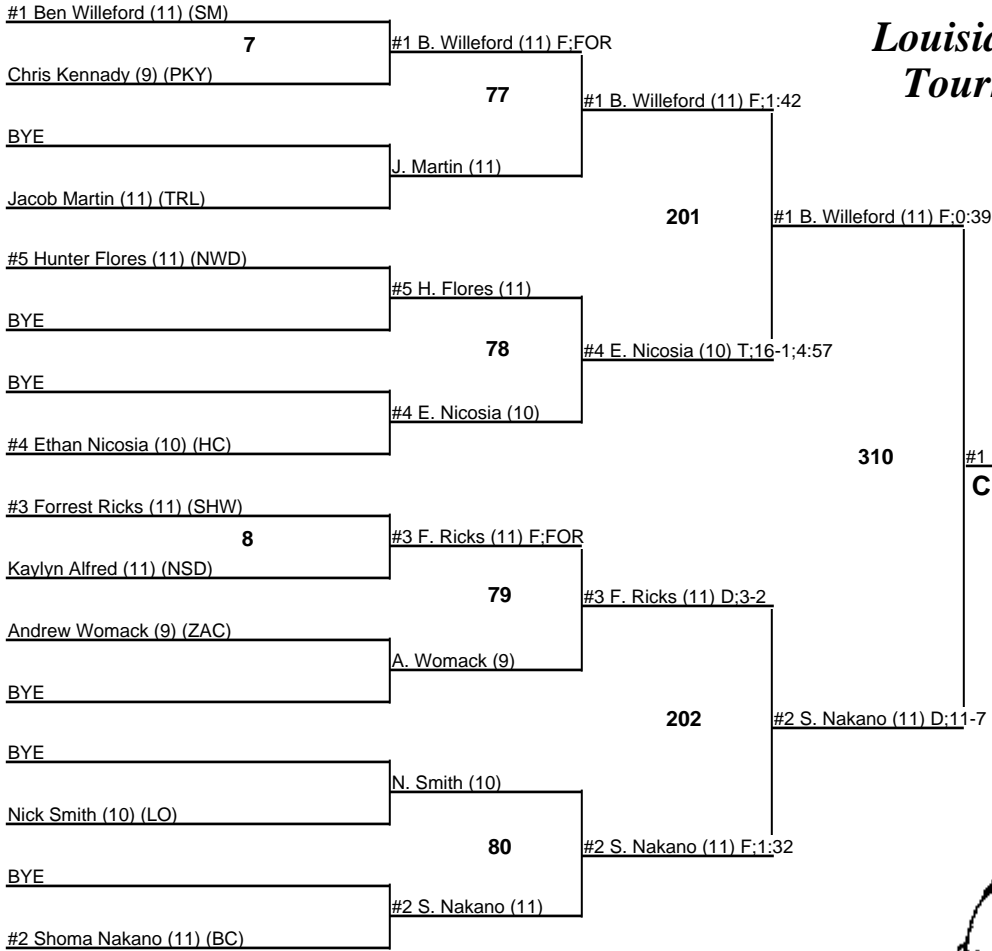 #1 Ben Willeford (11) (SM)
7
Chris Kennady (9) (PKY)
BYE
Jacob Martin (11) (TRL)
#5 Hunter Flores (11) (NWD)
BYE
BYE
#4 Ethan Nicosia (10) (HC)
#3 Forrest Ricks (11) (SHW)
8
Kaylyn Alfred (11) (NSD)
Andrew Womack (9) (ZAC)
BYE
BYE
Nick Smith (10) (LO)
BYE
#2 Shoma Nakano (11) (BC)
#1 B. Willeford (11) F;FOR
77
J. Martin (11)
#5 H. Flores (11)
78
#4 E. Nicosia (10)
#3 F. Ricks (11) F;FOR
79
A. Womack (9)
N. Smith (10)
80
#2 S. Nakano (11)
#1 B. Willeford (11) F;1:42
201
#4 E. Nicosia (10) T;16-1;4:57
#3 F. Ricks (11) D;3-2
202
#2 S. Nakano (11) F;1:32
#1 B. Willeford (11) F;0:39
310
#2 S. Nakano (11) D;11-7
#1
C